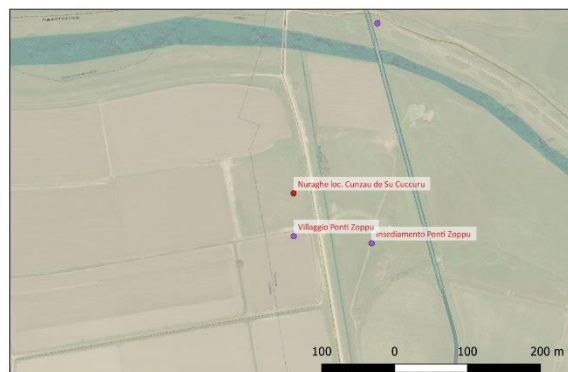 Nuraghe loc. Cunzau de Su Cuccuru
Villaggio Ponti Zoppu
Insediamento Ponti Zoppu
100 0 100 200 m